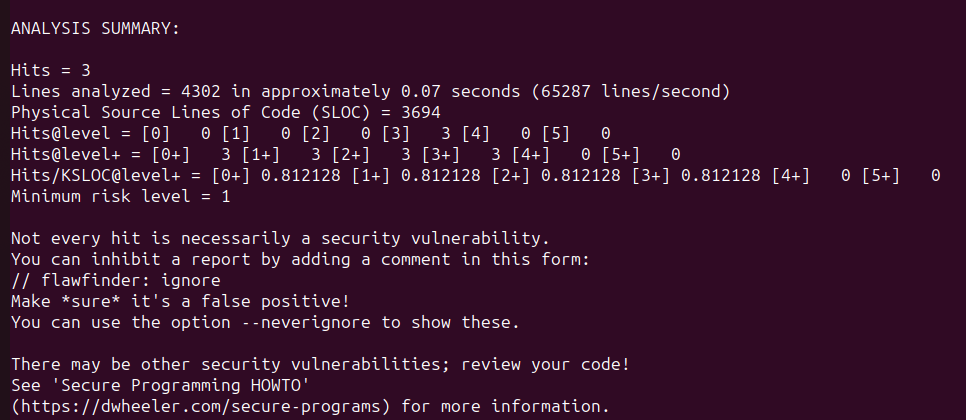 ANALYSIS SUMMARY:
Hits = 3
Lines analyzed = 4302 in approximately 0.07 seconds (65287 lines/second)
Physical Source Lines of Code (SLOC) = 3694
Hits@level = [0]   0 [1]   0 [2]   0 [3]   3 [4]   0 [5]   0
Hits@level+ = [0+]   3 [1+]   3 [2+]   3 [3+]   3 [4+]   0 [5+]   0
Hits/KSLOC@level+ = [0+] 0.812128 [1+] 0.812128 [2+] 0.812128 [3+] 0.812128 [4+]   0 [5+]   0
Minimum risk level = 1
Not every hit is necessarily a security vulnerability.
You can inhibit a report by adding a comment in this form:
// flawfinder: ignore
Make *sure* it's a false positive!
You can use the option --neverignore to show these.
There may be other security vulnerabilities; review your code!
See 'Secure Programming HOWTO'
(https://dwheeler.com/secure-programs) for more information.